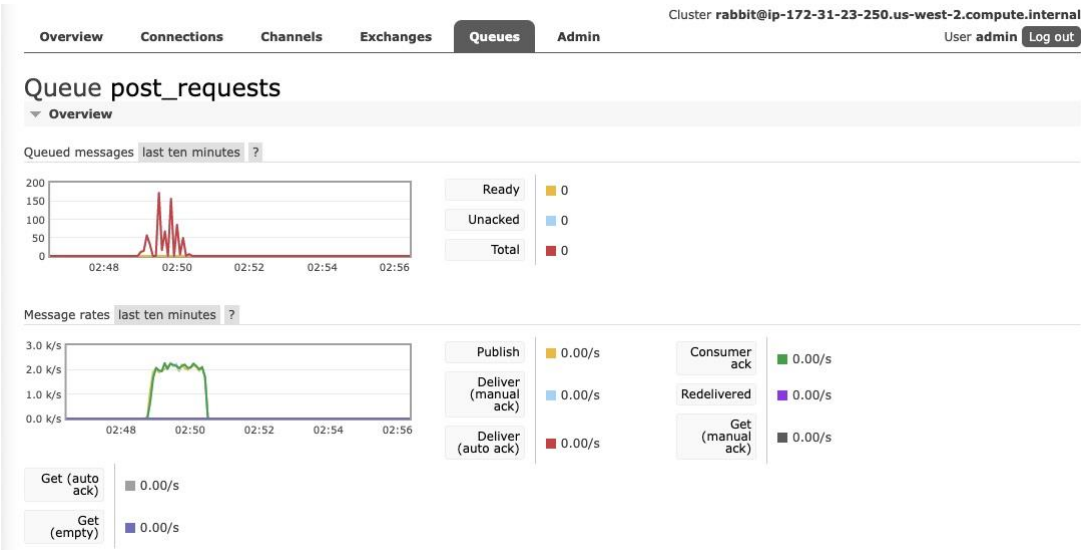 Cluster rabbit@ip-172-31-23-250.us-west-2.compute.internal
Overview Connections Channels Exchanges Queues Admin User admin Log out
Queue post_requests
Overview
Queued messages last ten minutes ?
200
150
100
50
0
02:48 02:50 02:52 02:54 02:56
Ready 0
Unacked 0
Total 0
Message rates last ten minutes ?
3.0 k/s
2.0 k/s
1.0 k/s
0.0 k/s
02:48 02:50 02:52 02:54 02:56
Publish 0.00/s
Deliver
(manual 0.00/s
ack)
Deliver
(auto ack) 0.00/s
Consumer
ack 0.00/s
Redelivered 0.00/s
Get
(manual 0.00/s
ack)
Get (auto
ack) 0.00/s
Get
(empty) 0.00/s